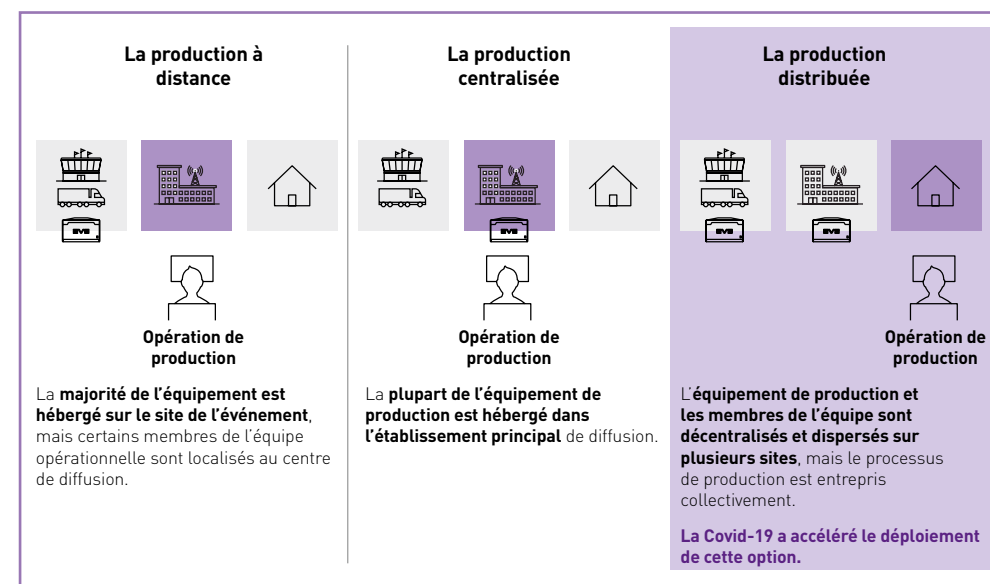 La production à
distance
EVS
Opération de
production
La majorité de l’équipement est
hébergé sur le site de l’événement,
mais certains membres de l’équipe
opérationnelle sont localisés au centre
de diffusion.
La production
centralisée
EVS
Opération de
production
La plupart de l’équipement de
production est hébergé dans
l’établissement principal de diffusion.
La production
distribuée
EVS
EVS
Opération de
production
L’équipement de production et
les membres de l’équipe sont
décentralisés et dispersés sur
plusieurs sites, mais le processus
de production est entrepris
collectivement.
La Covid-19 a accéléré le déploiement
de cette option.